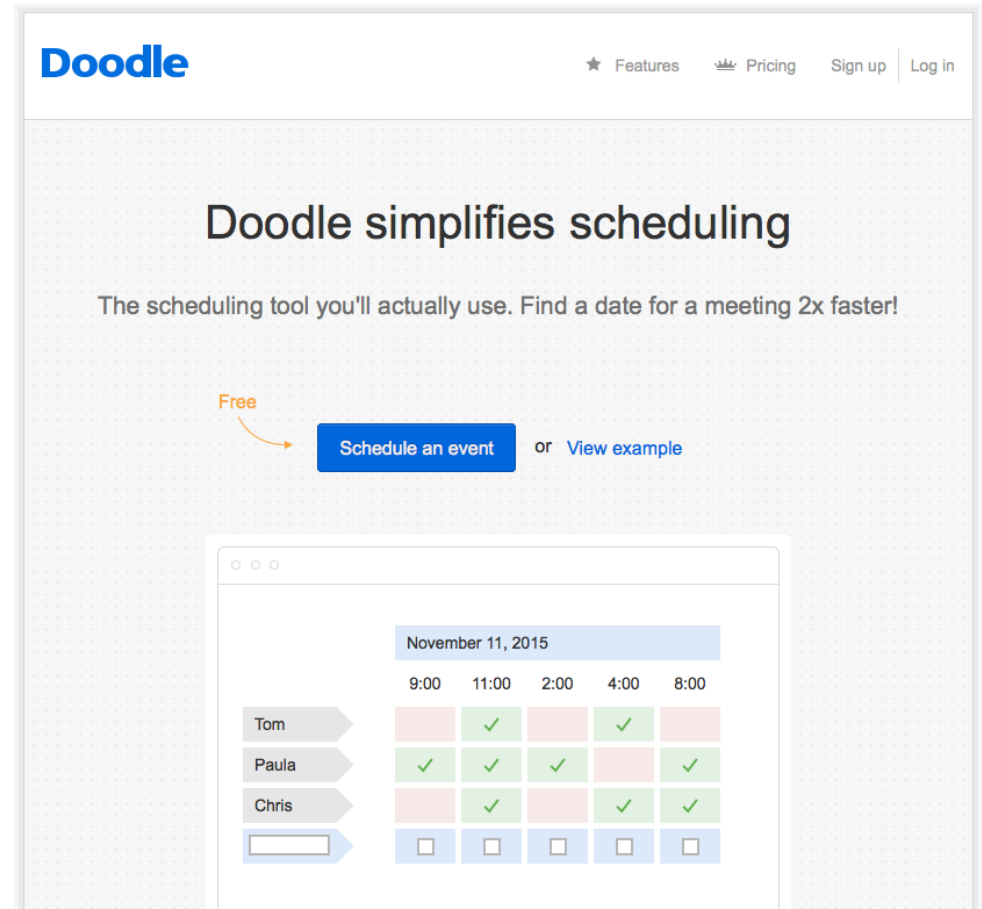 Doodle
Features Pricing Sign up Log in
Doodle simplifies scheduling
The scheduling tool you'll actually use. Find a date for a meeting 2x faster!
Free
Schedule an event or View example
November 11, 2015
9:00 11:00 2:00 4:00 8:00
Tom
Paula
Chris